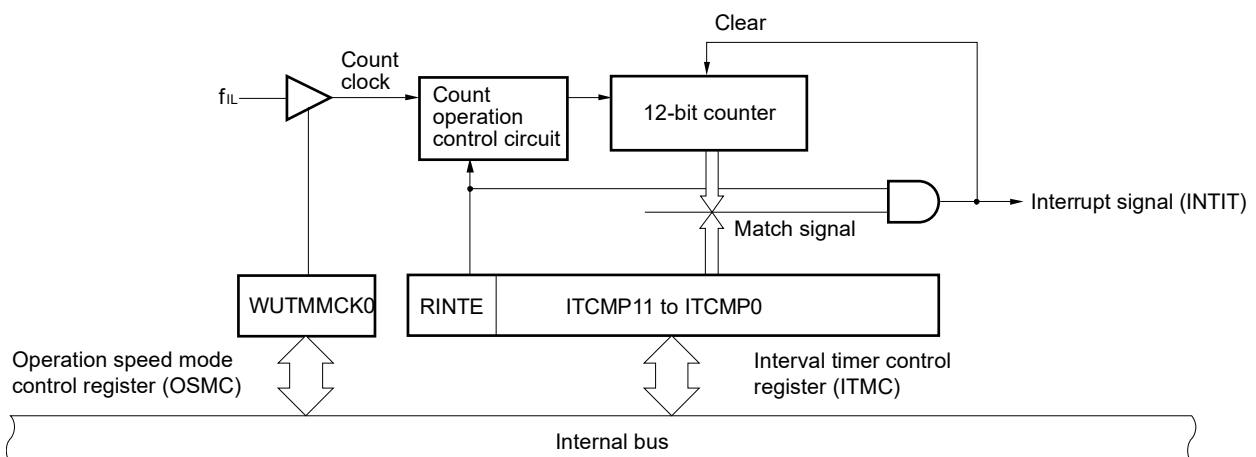 Clear
Count
clock
fIL
Count
operation
control circuit
12-bit counter
Interrupt signal (INTIT)
Match signal
WUTMMCK0
RINTE
ITCMP11 to ITCMP0
Operation speed mode
control register (OSMC)
Interval timer control
register (ITMC)
Internal bus